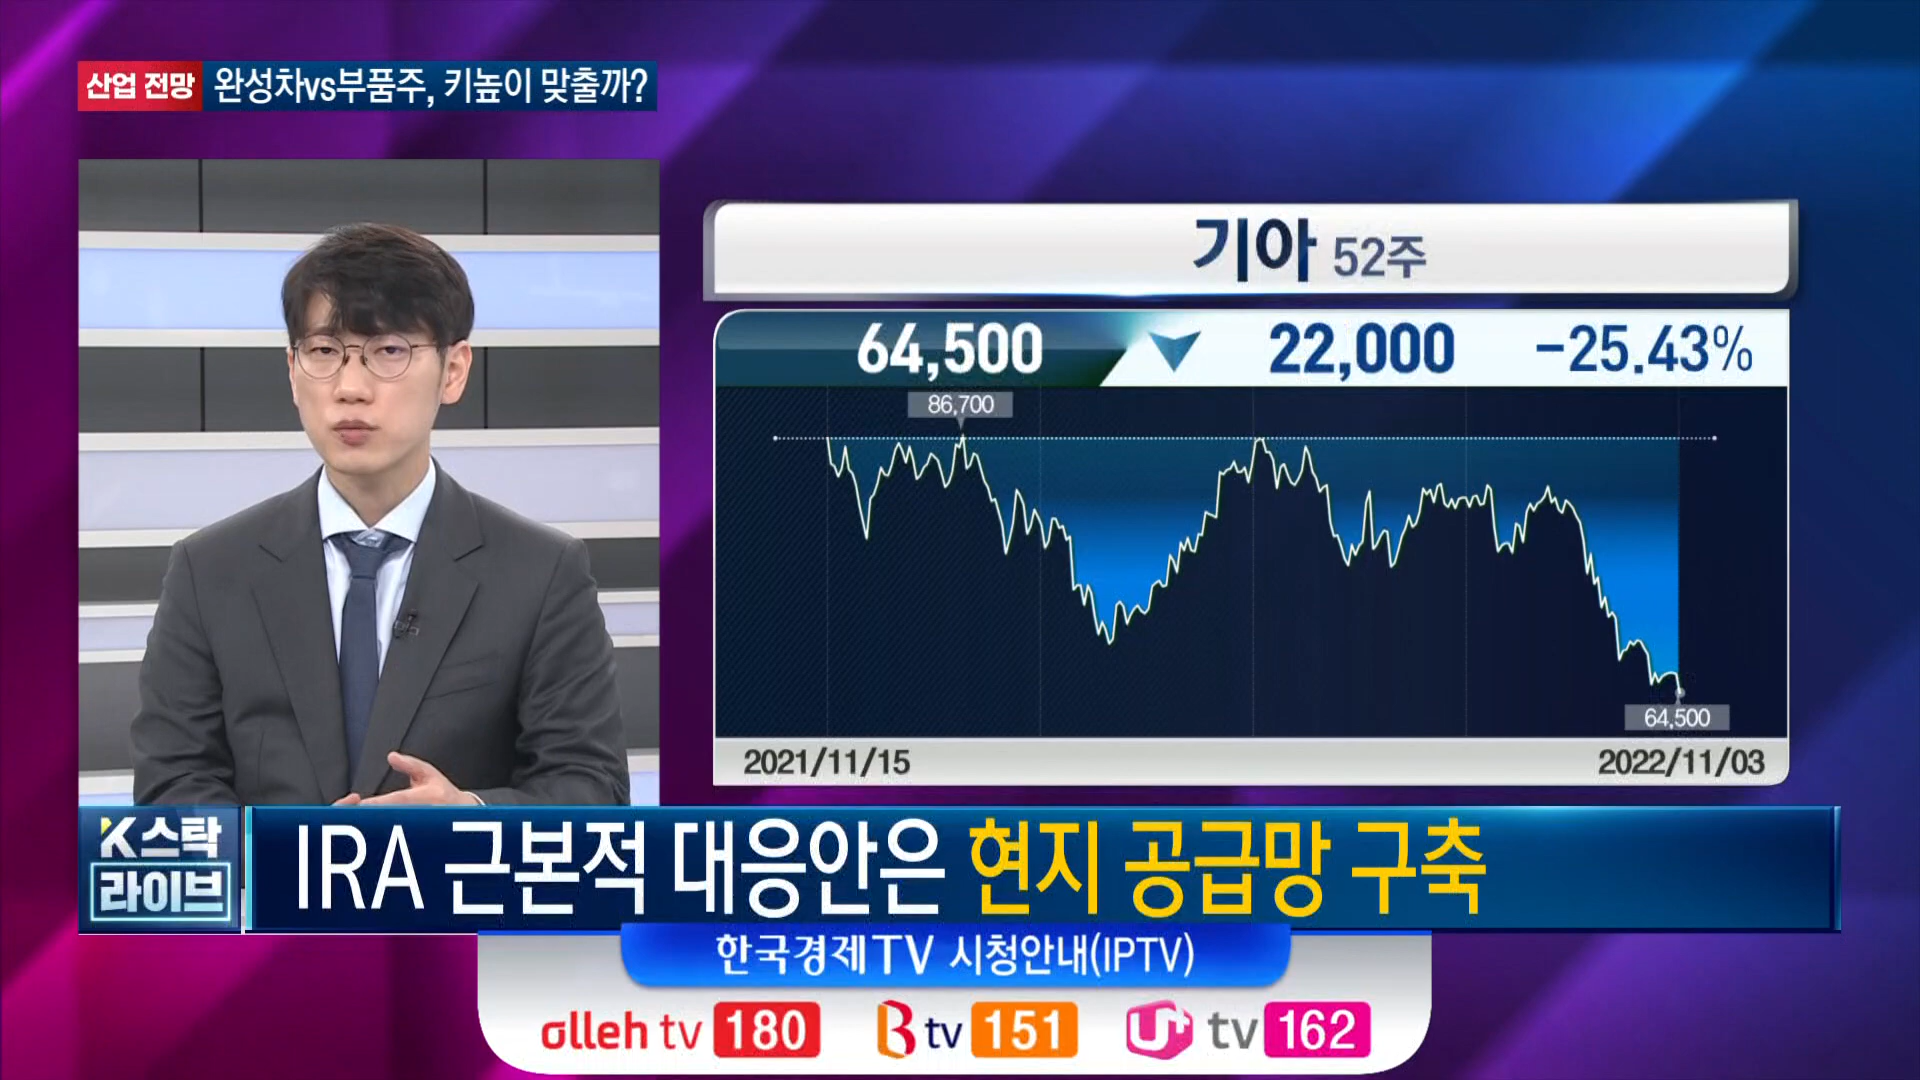 산업 전망 완성차vs부품주, 키높이 맞출까?
기아 52주
64,500 ▼ 22,000 -25.43%
86,700
64,500
2021/11/15 2022/11/03
K스탁
라이브
IRA 근본적 대응안은 현지 공급망 구축
한국경제TV 시청안내(IPTV)
olleh tv 180 B tv 151 U+ tv 162